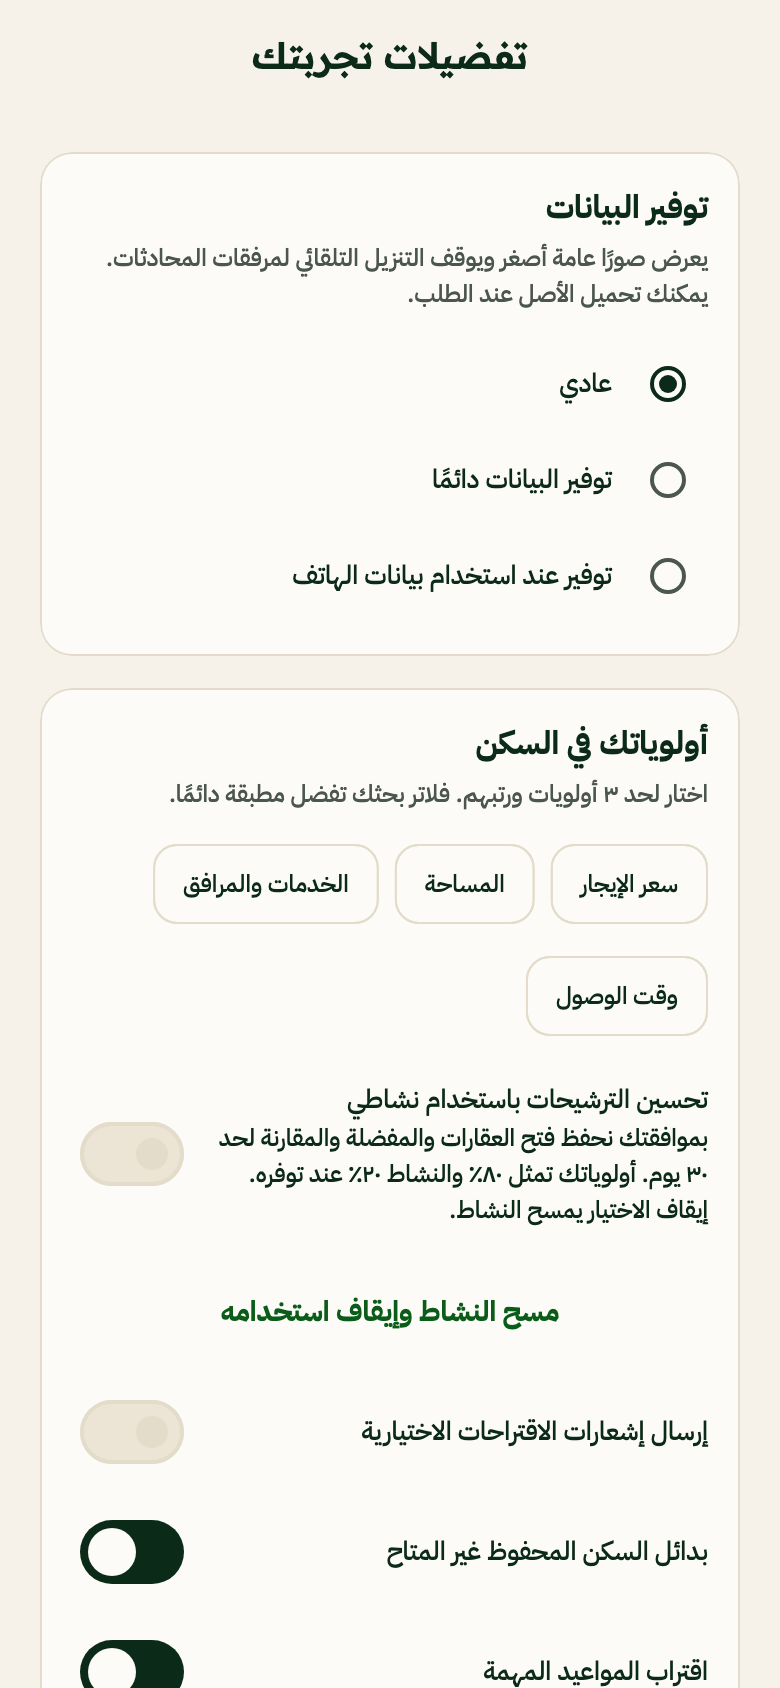 تفضيلات تجربتك
توفير البيانات
يعرض صورًا عامة أصغر ويوقف التنزيل التلقائي لمرفقات المحادثات.
يمكنك تحميل الأصل عند الطلب.
عادي
توفير البيانات دائمًا
توفير عند استخدام بيانات الهاتف
أولوياتك في السكن
اختار لحد ٣ أولويات ورتبهم. فلاتر بحثك تفضل مطبقة دائمًا.
سعر الإيجار
المساحة
الخدمات والمرافق
وقت الوصول
تحسين الترشيحات باستخدام نشاطي
بموافقتك نحفظ فتح العقارات والمفضلة والمقارنة لحد
٣٠ يوم. أولوياتك تمثل ٨٠٪ والنشاط ٢٠٪ عند توفره.
إيقاف الاختيار يمسح النشاط.
مسح النشاط وإيقاف استخدامه
إرسال إشعارات الاقتراحات الاختيارية
بدائل السكن المحفوظ غير المتاح
اقتراب المواعيد المهمة